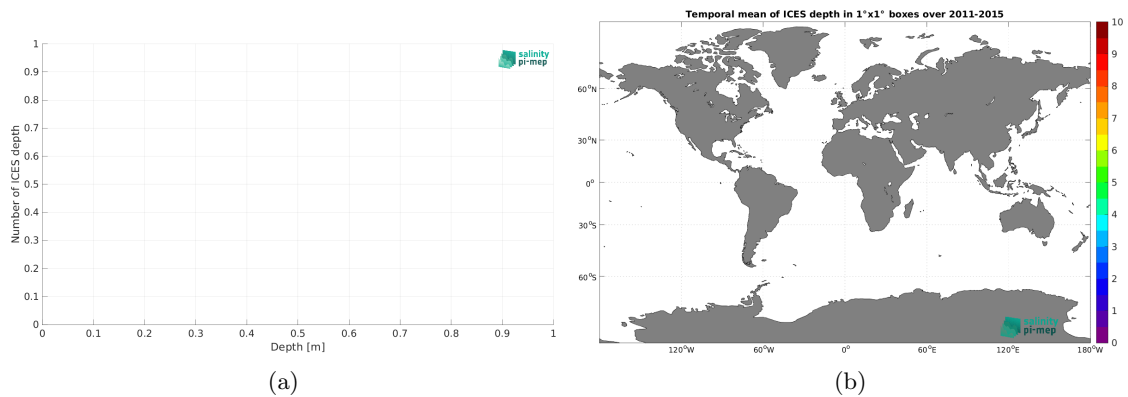 1
0.9
0.8
0.7
0.6
0.5
0.4
0.3
0.2
0.1
0
Number of ICES depth
0 0.1 0.2 0.3 0.4 0.5 0.6 0.7 0.8 0.9 1
Depth [m]
salinity
pi-mep
(a)
Temporal mean of ICES depth in 1°x1° boxes over 2011-2015
60°N
30°N
0°
30°S
60°S
120°W 60°W 0° 60°E 120°E 180°W
salinity
pi-mep
10
9
8
7
6
5
4
3
2
1
0
(b)